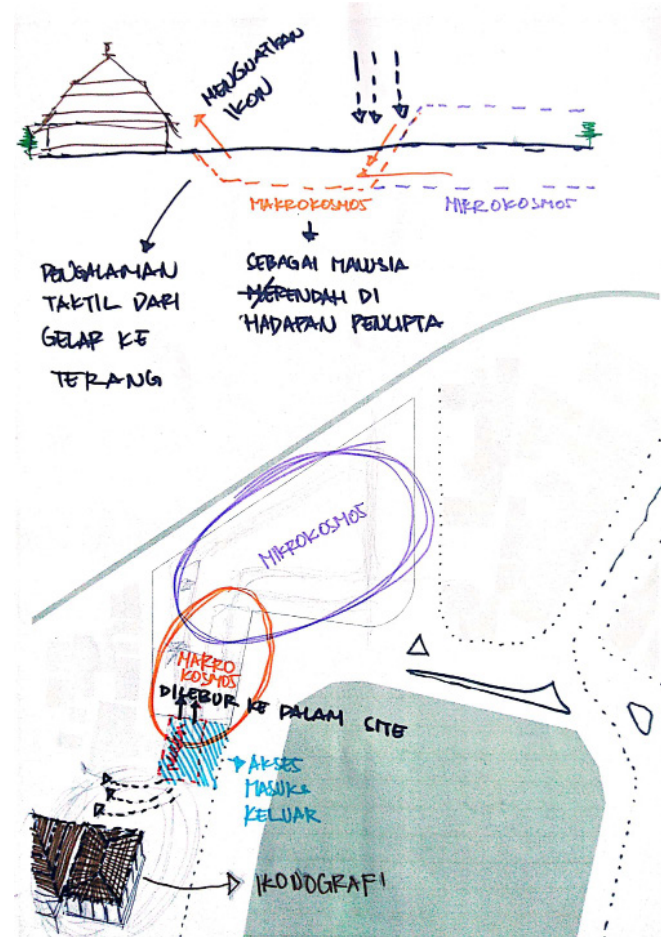 MENGUATKAN
IKON
MAKROKOSMOS
MIKROKOSMOS
PENGALAMAN
TAKTIL DARI
GELAR KE
TERANG
SEBAGAI MANUSIA
MERENDAH DI
HADAPAN PENCIPTA
MIKROKOSMOS
MAKRO
KOSMOS
DILEBUR KE DALAM SITE
AKSES
MASUK &
KELUAR
IKONOGRAFI